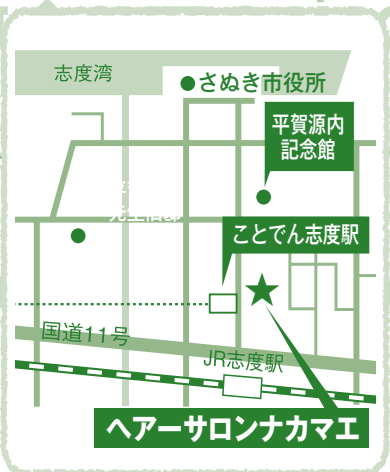 志度湾
さぬき市役所
平賀源内
記念館
ことでん志度駅
国道11号
JR志度駅
ヘアーサロンナカマエ